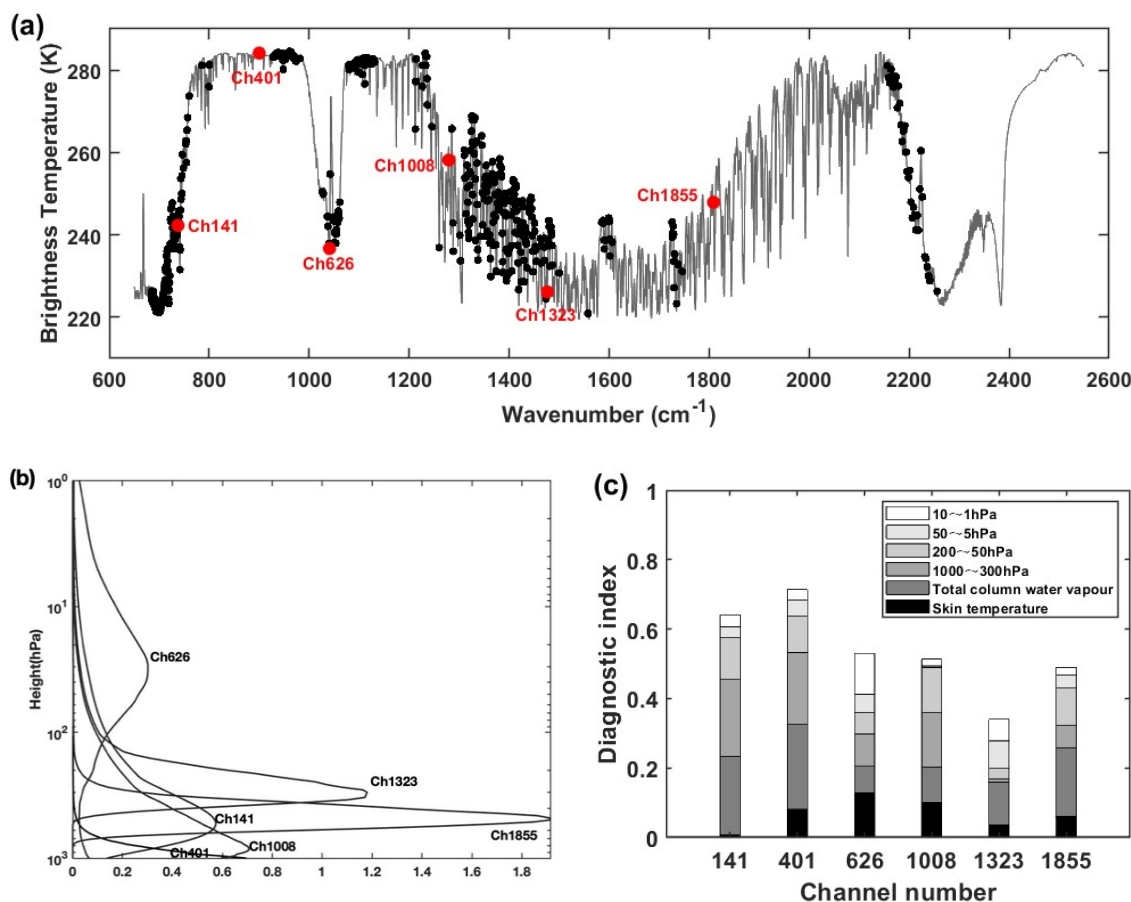 (a)
Brightness Temperature (K)
280
260
240
220
Ch401
Ch141
Ch626
Ch1008
Ch1323
Ch1855
600 800 1000 1200 1400 1600 1800 2000 2200 2400 2600
Wavenumber (cm⁻¹)
(b)
Height(hPa)
10⁰
10¹
10²
10³
Ch626
Ch1323
Ch141
Ch1855
Ch1008
Ch401
0 0.2 0.4 0.6 0.8 1 1.2 1.4 1.6 1.8
(c)
Diagnostic index
1
0.8
0.6
0.4
0.2
0
10~1hPa
50~5hPa
200~50hPa
1000~300hPa
Total column water vapour
Skin temperature
141 401 626 1008 1323 1855
Channel number